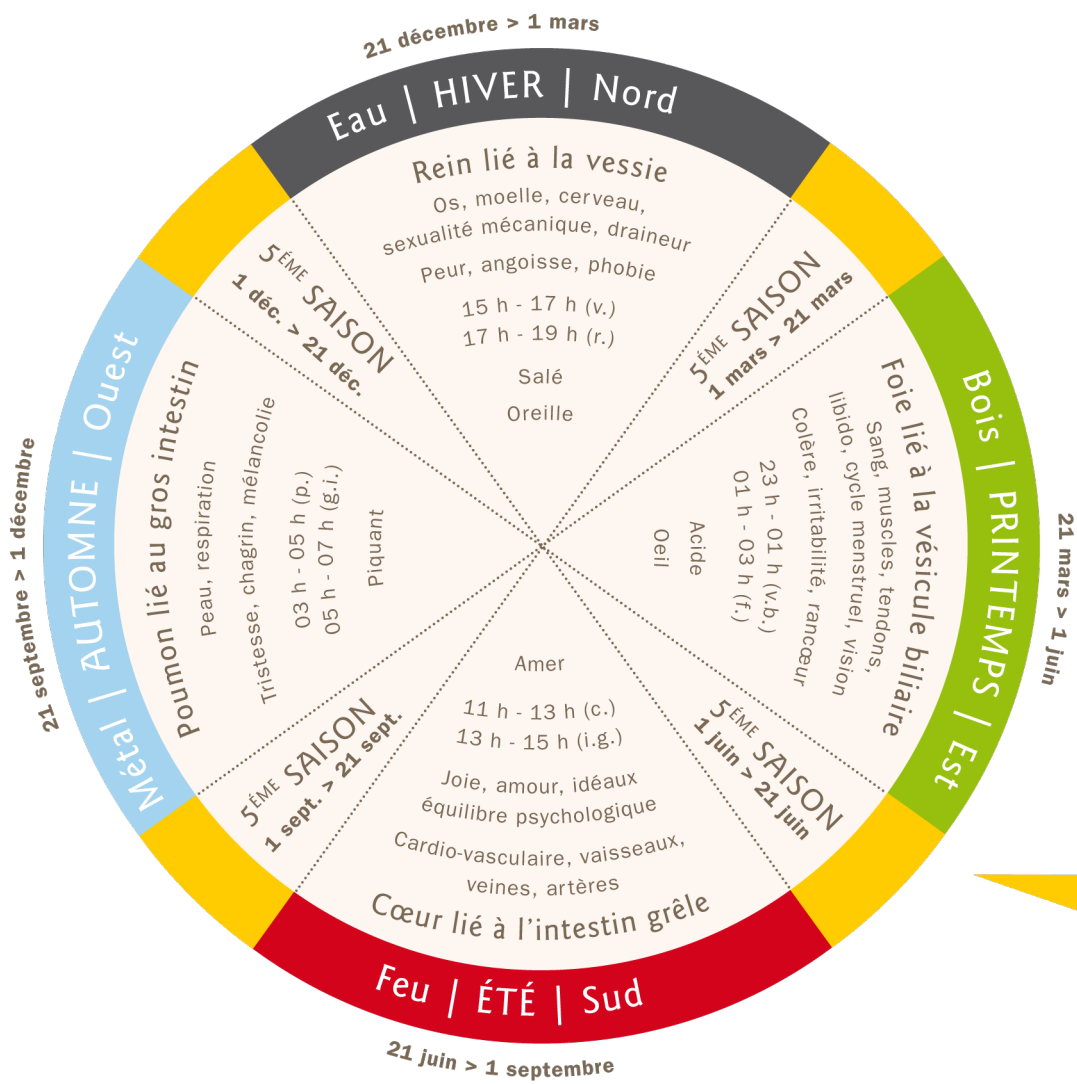 21 décembre > 1 mars
Eau | HIVER | Nord
Rein lié à la vessie
Os, moelle, cerveau,
sexualité mécanique, draineur
Peur, angoisse, phobie
15 h - 17 h (v.)
17 h - 19 h (r.)
Salé
Oreille
5ÉME SAISON
1 mars > 21 mars
21 mars > 1 juin
Bois | PRINTEMPS | Est
Foie lié à la vésicule biliaire
Sang, muscles, tendons,
libido, cycle menstruel, vision
Colère, irritabilité, rancœur
23 h - 01 h (v.b.)
01 h - 03 h (f.)
Acide
Oeil
5ÉME SAISON
1 juin > 21 juin
Amer
11 h - 13 h (c.)
13 h - 15 h (i.g.)
Joie, amour, idéaux
équilibre psychologique
Cardio-vasculaire, vaisseaux,
veines, artères
Cœur lié à l'intestin grêle
Feu | ÉTÉ | Sud
21 juin > 1 septembre
5ÉME SAISON
1 sept. > 21 sept.
21 septembre > 1 décembre
Métal | AUTOMNE | Ouest
Poumon lié au gros intestin
Peau, respiration
Tristesse, chagrin, mélancolie
03 h - 05 h (p.)
05 h - 07 h (g.i.)
Piquant
5ÉME SAISON
1 déc. > 21 déc.